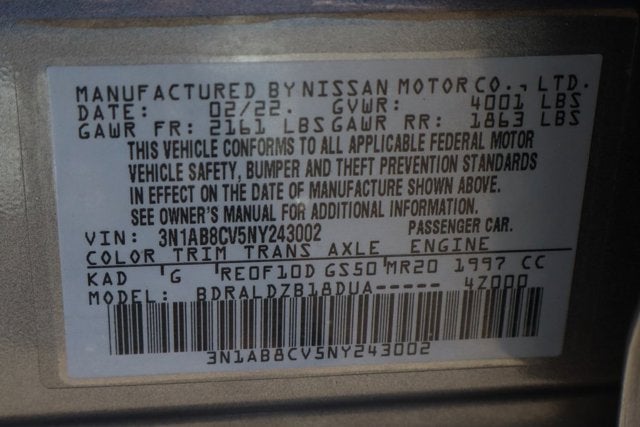 MANUFACTURED BY NISSAN MOTOR CO., LTD.
DATE: 02/22. GVWR: 4001 LBS
GAWR FR: 2161 LBS GAWR RR: 1863 LBS
THIS VEHICLE CONFORMS TO ALL APPLICABLE FEDERAL MOTOR
VEHICLE SAFETY, BUMPER AND THEFT PREVENTION STANDARDS
IN EFFECT ON THE DATE OF MANUFACTURE SHOWN ABOVE.
SEE OWNER'S MANUAL FOR ADDITIONAL INFORMATION.
VIN: 3N1AB8CV5NY243002 PASSENGER CAR.
COLOR TRIM TRANS AXLE ENGINE
KAD G RE0F10D GS50 MR20 1997 CC
MODEL: BDRALDZB18DUA----- 4Z000
3N1AB8CV5NY243002